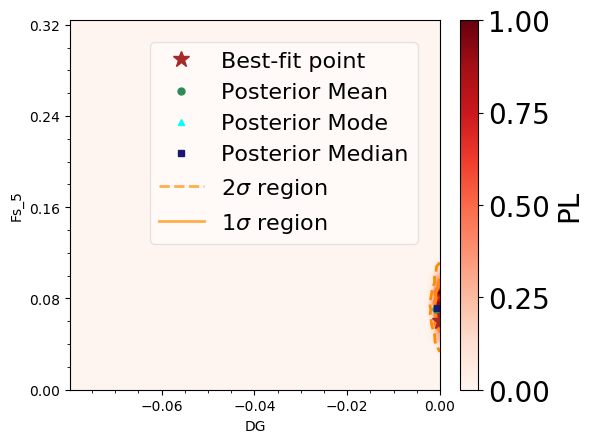 0.32
0.24
0.16
0.08
0.00
Fs_5
−0.06
−0.04
−0.02
0.00
DG
Best-fit point
Posterior Mean
Posterior Mode
Posterior Median
2σ region
1σ region
1.00
0.75
0.50
0.25
0.00
PL